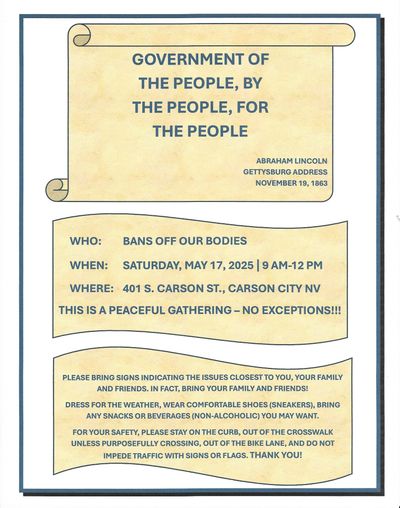 GOVERNMENT OF
THE PEOPLE, BY
THE PEOPLE, FOR
THE PEOPLE
ABRAHAM LINCOLN
GETTYSBURG ADDRESS
NOVEMBER 19, 1863
WHO: BANS OFF OUR BODIES
WHEN: SATURDAY, MAY 17, 2025 | 9 AM-12 PM
WHERE: 401 S. CARSON ST., CARSON CITY NV
THIS IS A PEACEFUL GATHERING – NO EXCEPTIONS!!!
PLEASE BRING SIGNS INDICATING THE ISSUES CLOSEST TO YOU, YOUR FAMILY
AND FRIENDS. IN FACT, BRING YOUR FAMILY AND FRIENDS!
DRESS FOR THE WEATHER, WEAR COMFORTABLE SHOES (SNEAKERS), BRING
ANY SNACKS OR BEVERAGES (NON-ALCOHOLIC) YOU MAY WANT.
FOR YOUR SAFETY, PLEASE STAY ON THE CURB, OUT OF THE CROSSWALK
UNLESS PURPOSEFULLY CROSSING, OUT OF THE BIKE LANE, AND DO NOT
IMPEDE TRAFFIC WITH SIGNS OR FLAGS. THANK YOU!